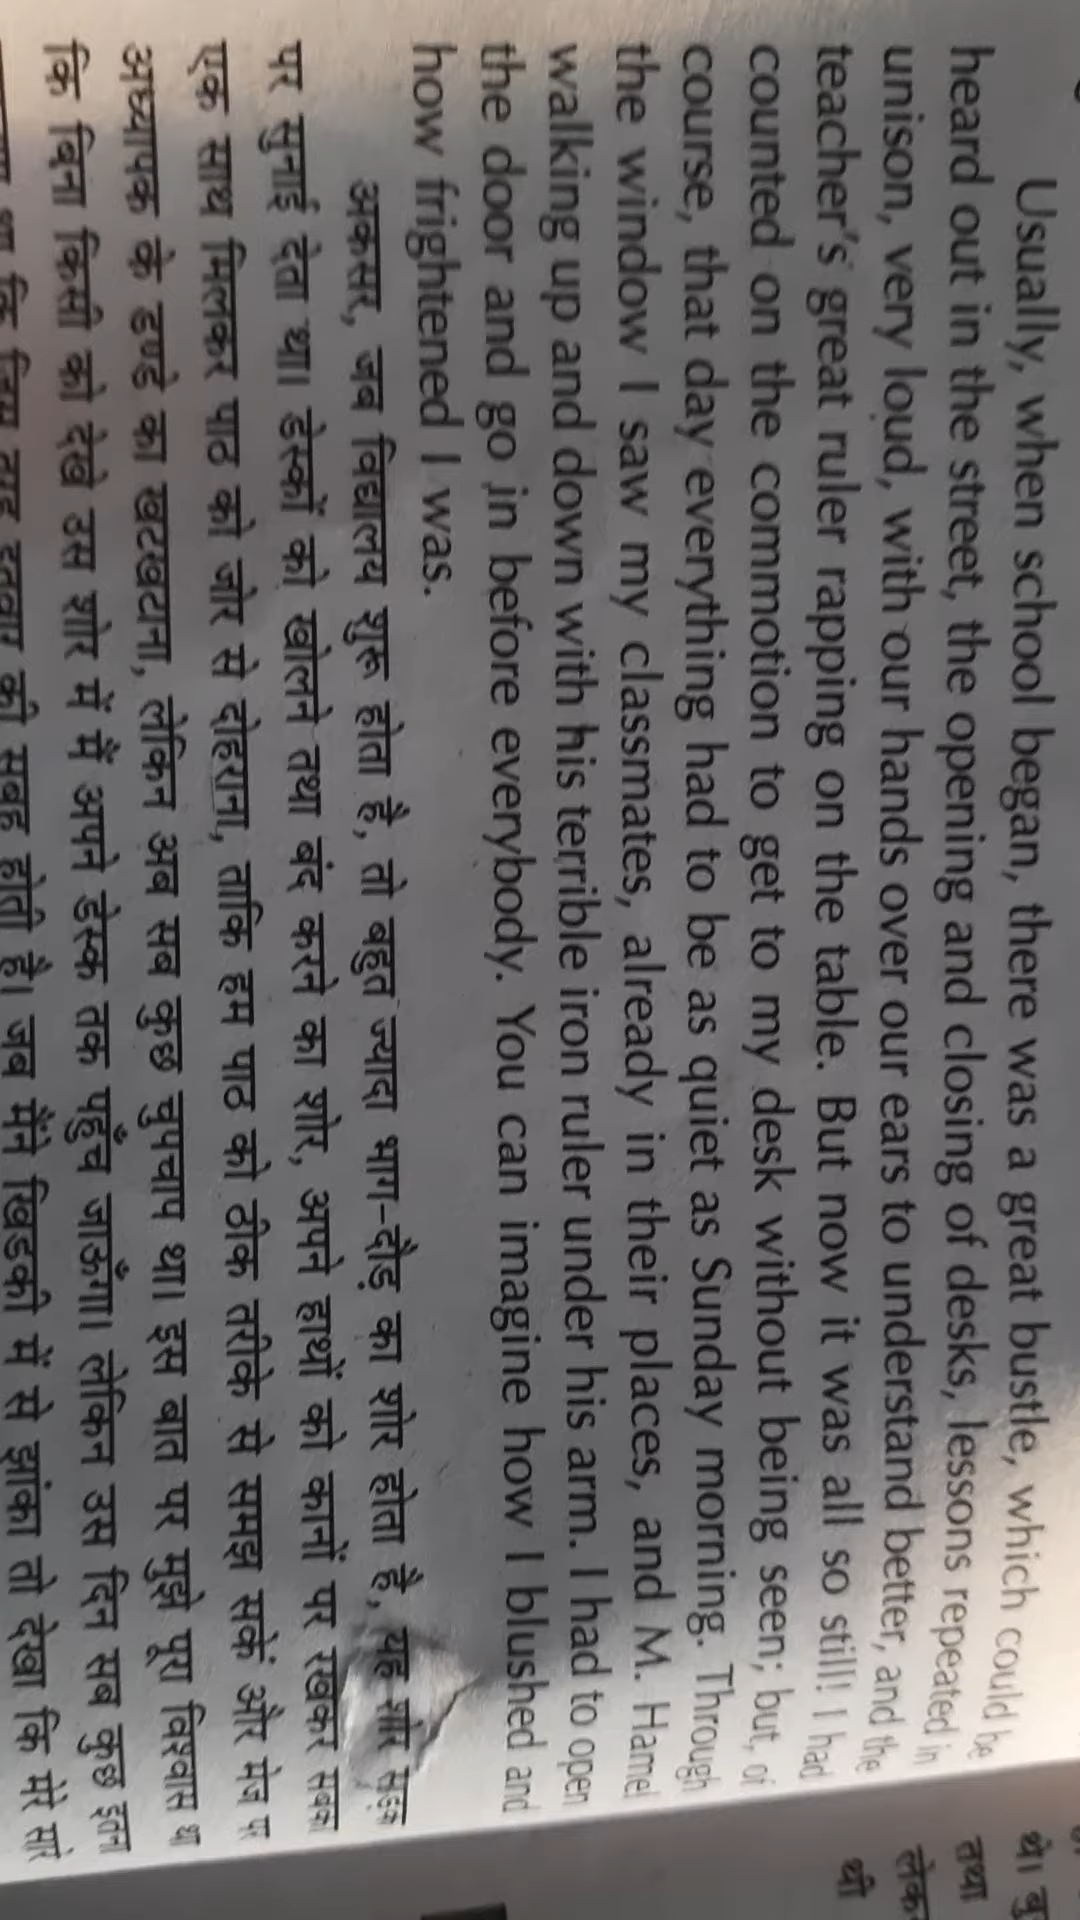 Usually, when school began, there was a great bustle, which could be
heard out in the street, the opening and closing of desks, lessons repeated in
unison, very loud, with our hands over our ears to understand better, and the
teacher's great ruler rapping on the table. But now it was all so still! I had
counted on the commotion to get to my desk without being seen; but, of
course, that day everything had to be as quiet as Sunday morning. Through
the window I saw my classmates, already in their places, and M. Hamel
walking up and down with his terrible iron ruler under his arm. I had to open
the door and go in before everybody. You can imagine how I blushed and
how frightened I was.
अकसर, जब विद्यालय शुरू होता है, तो बहुत ज्यादा भाग-दौड़ का शोर होता है, यह शोर सड़क
पर सुनाई देता था। डेस्कों को खोलने तथा बंद करने का शोर, अपने हाथों को कानों पर रखकर सबका
एक साथ मिलकर पाठ को जोर से दोहराना, ताकि हम पाठ को ठीक तरीके से समझ सकें और मेज पर
अध्यापक के डण्डे का खटखटाना, लेकिन अब सब कुछ चुपचाप था। इस बात पर मुझे पूरा विश्वास था
कि बिना किसी को देखे उस शोर में मैं अपने डेस्क तक पहुँच जाऊँगा। लेकिन उस दिन सब कुछ इतना
कि जिस तरह इतवार की सुबह होती है। जब मैंने खिडकी में से झांका तो देखा कि मेरे सारे
थे।
तथा
लेकर
थी